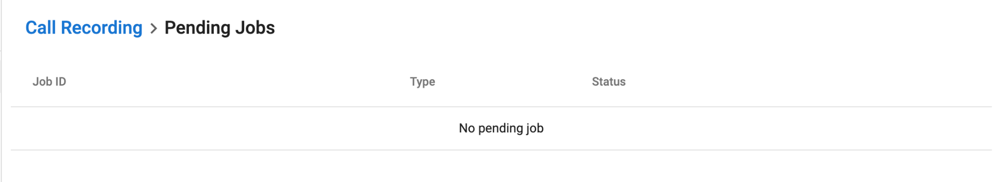 Call Recording > Pending Jobs
Job ID Type Status
No pending job